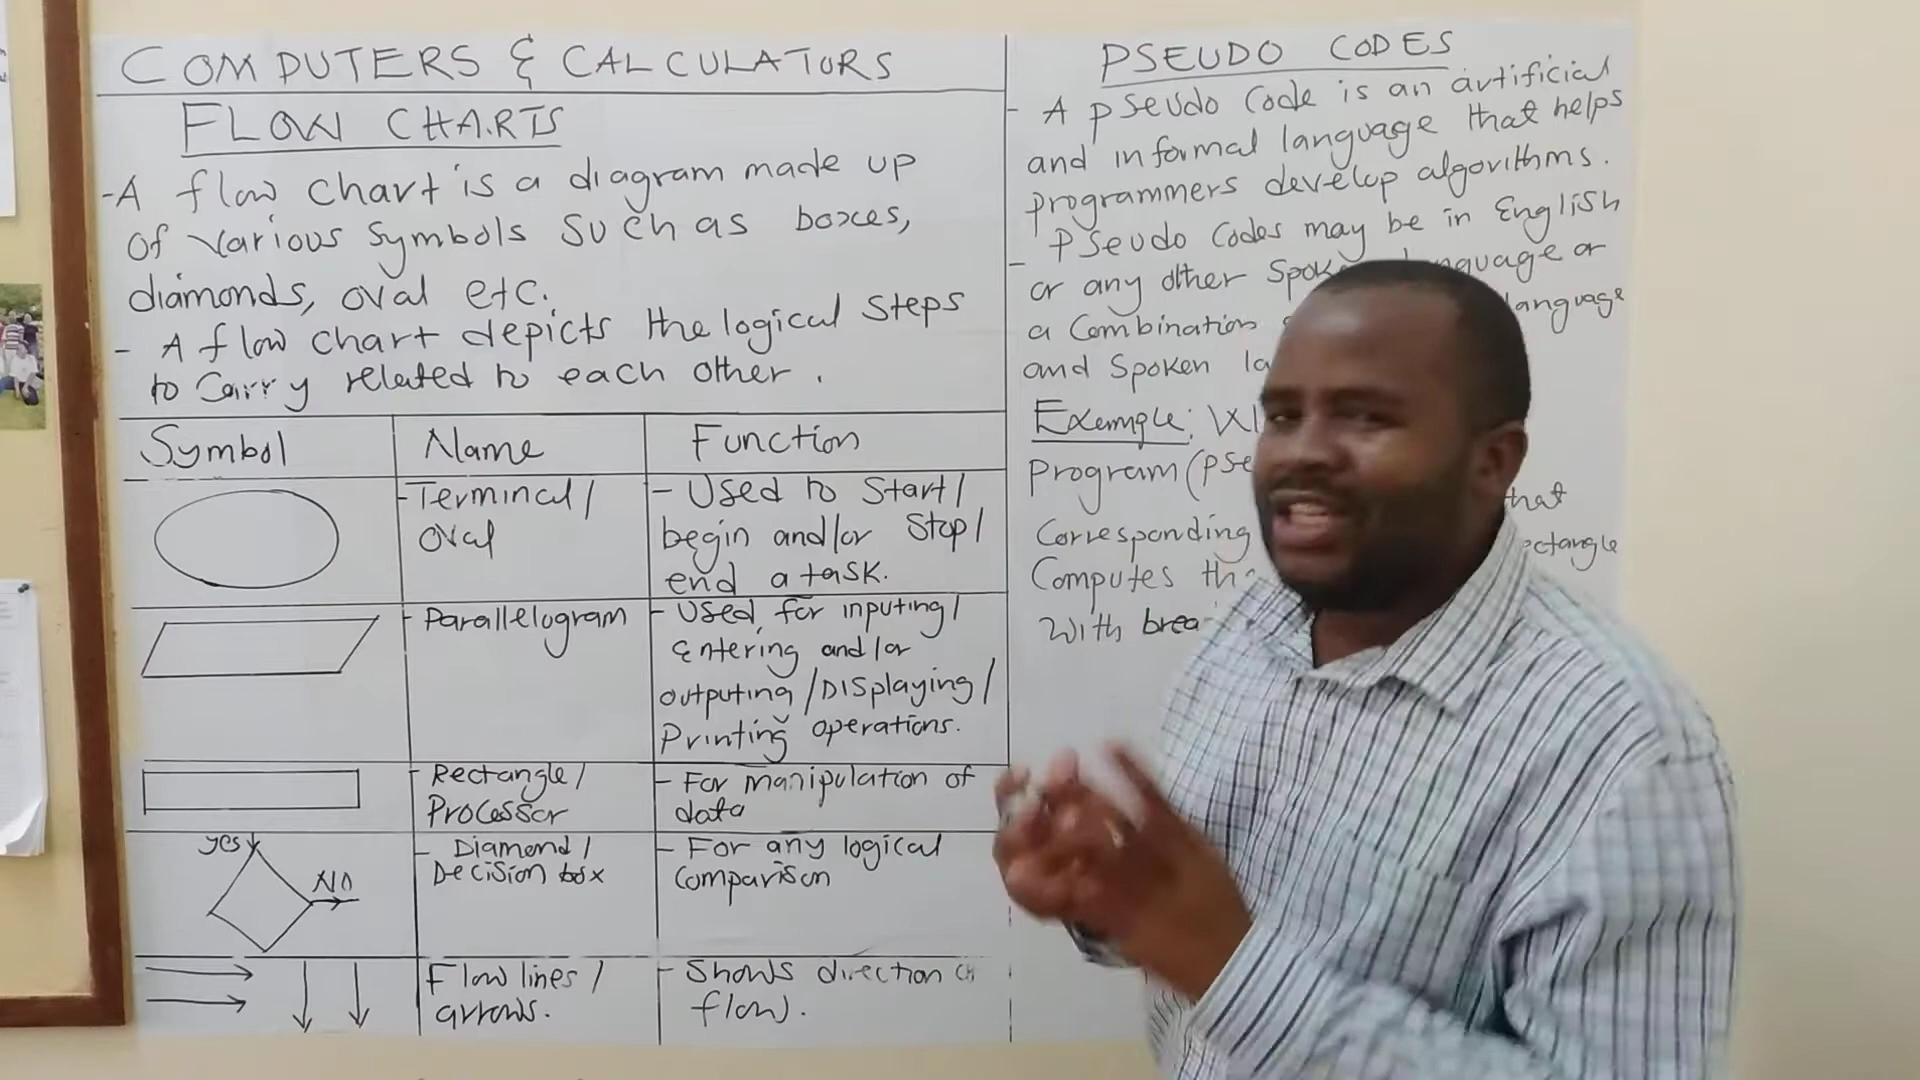 COMPUTERS & CALCULATORS
FLOW CHARTS
- A flow chart is a diagram made up
of various symbols such as boxes,
diamonds, oval etc.
- A flow chart depicts the logical steps
to carry related to each other.
Symbol Name Function
- Terminal/
Oval
- Used to start/
begin and/or stop/
end a task.
- Parallelogram
- Used for inputing/
entering and/or
outputing/Displaying/
Printing operations.
- Rectangle/
Processor
- For manipulation of
data
yes
NO
- Diamond/
Decision box
- For any logical
comparison
Flow lines/
arrows.
- Shows direction
flow.
PSEUDO CODES
- A pseudo code is an artificial
and informal language that helps
programmers develop algorithms.
- Pseudo codes may be in English
or any other language or
a combination language
and spoken
Example:
Program
that
Corresponding
Computes
With